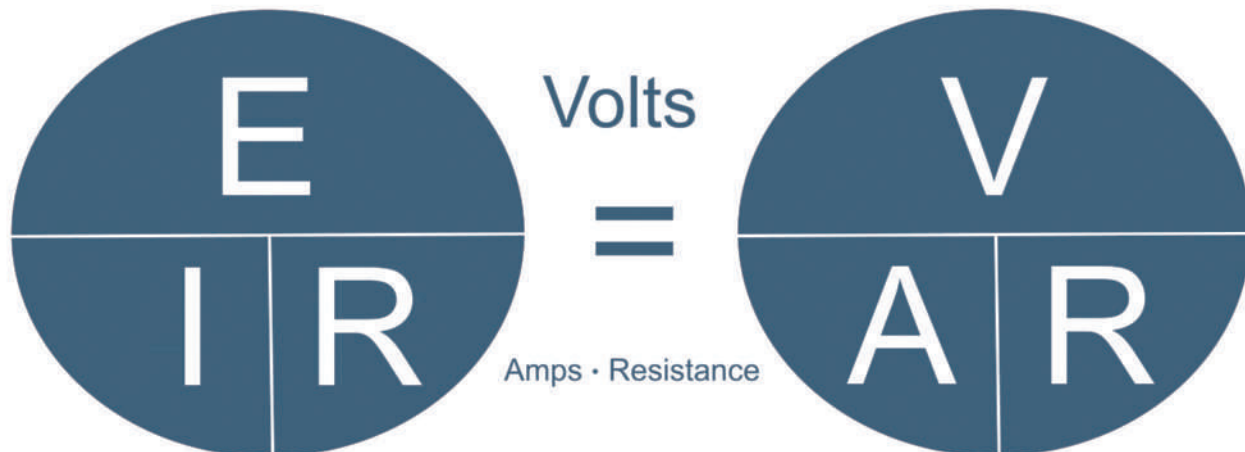 E
I R
Volts
=
Amps · Resistance
V
A R